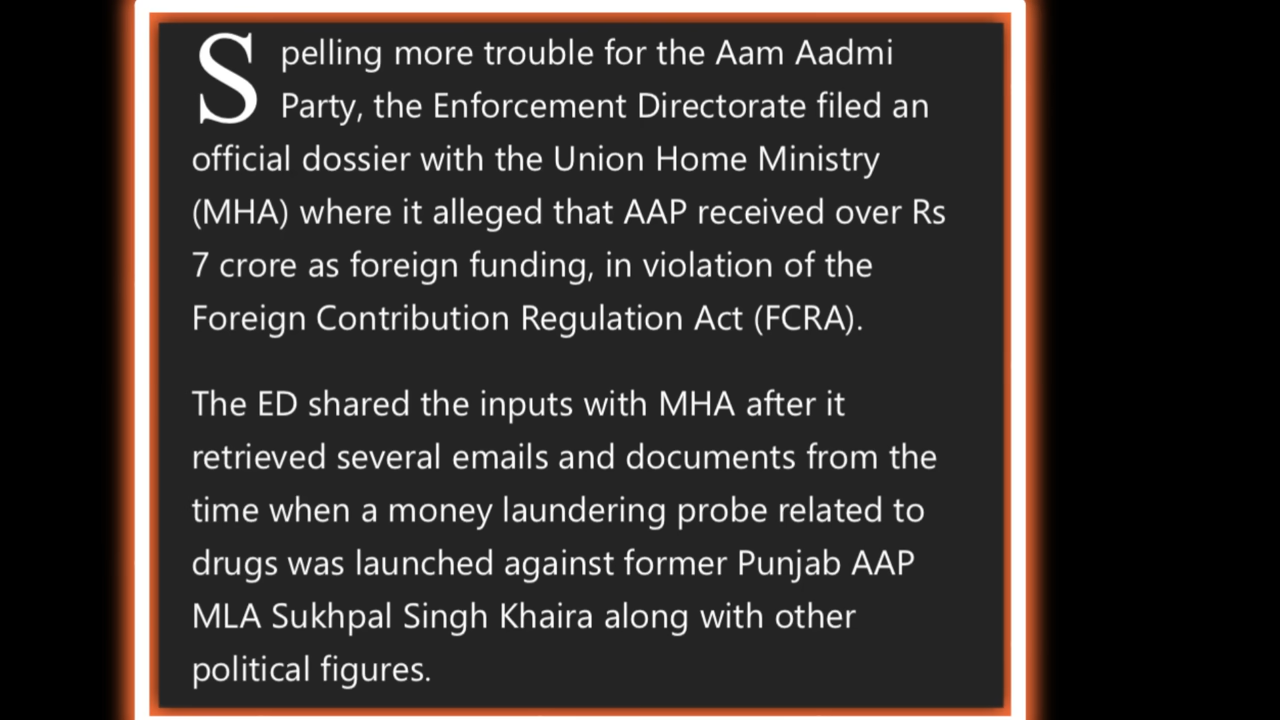 Spelling more trouble for the Aam Aadmi
Party, the Enforcement Directorate filed an
official dossier with the Union Home Ministry
(MHA) where it alleged that AAP received over Rs
7 crore as foreign funding, in violation of the
Foreign Contribution Regulation Act (FCRA).
The ED shared the inputs with MHA after it
retrieved several emails and documents from the
time when a money laundering probe related to
drugs was launched against former Punjab AAP
MLA Sukhpal Singh Khaira along with other
political figures.